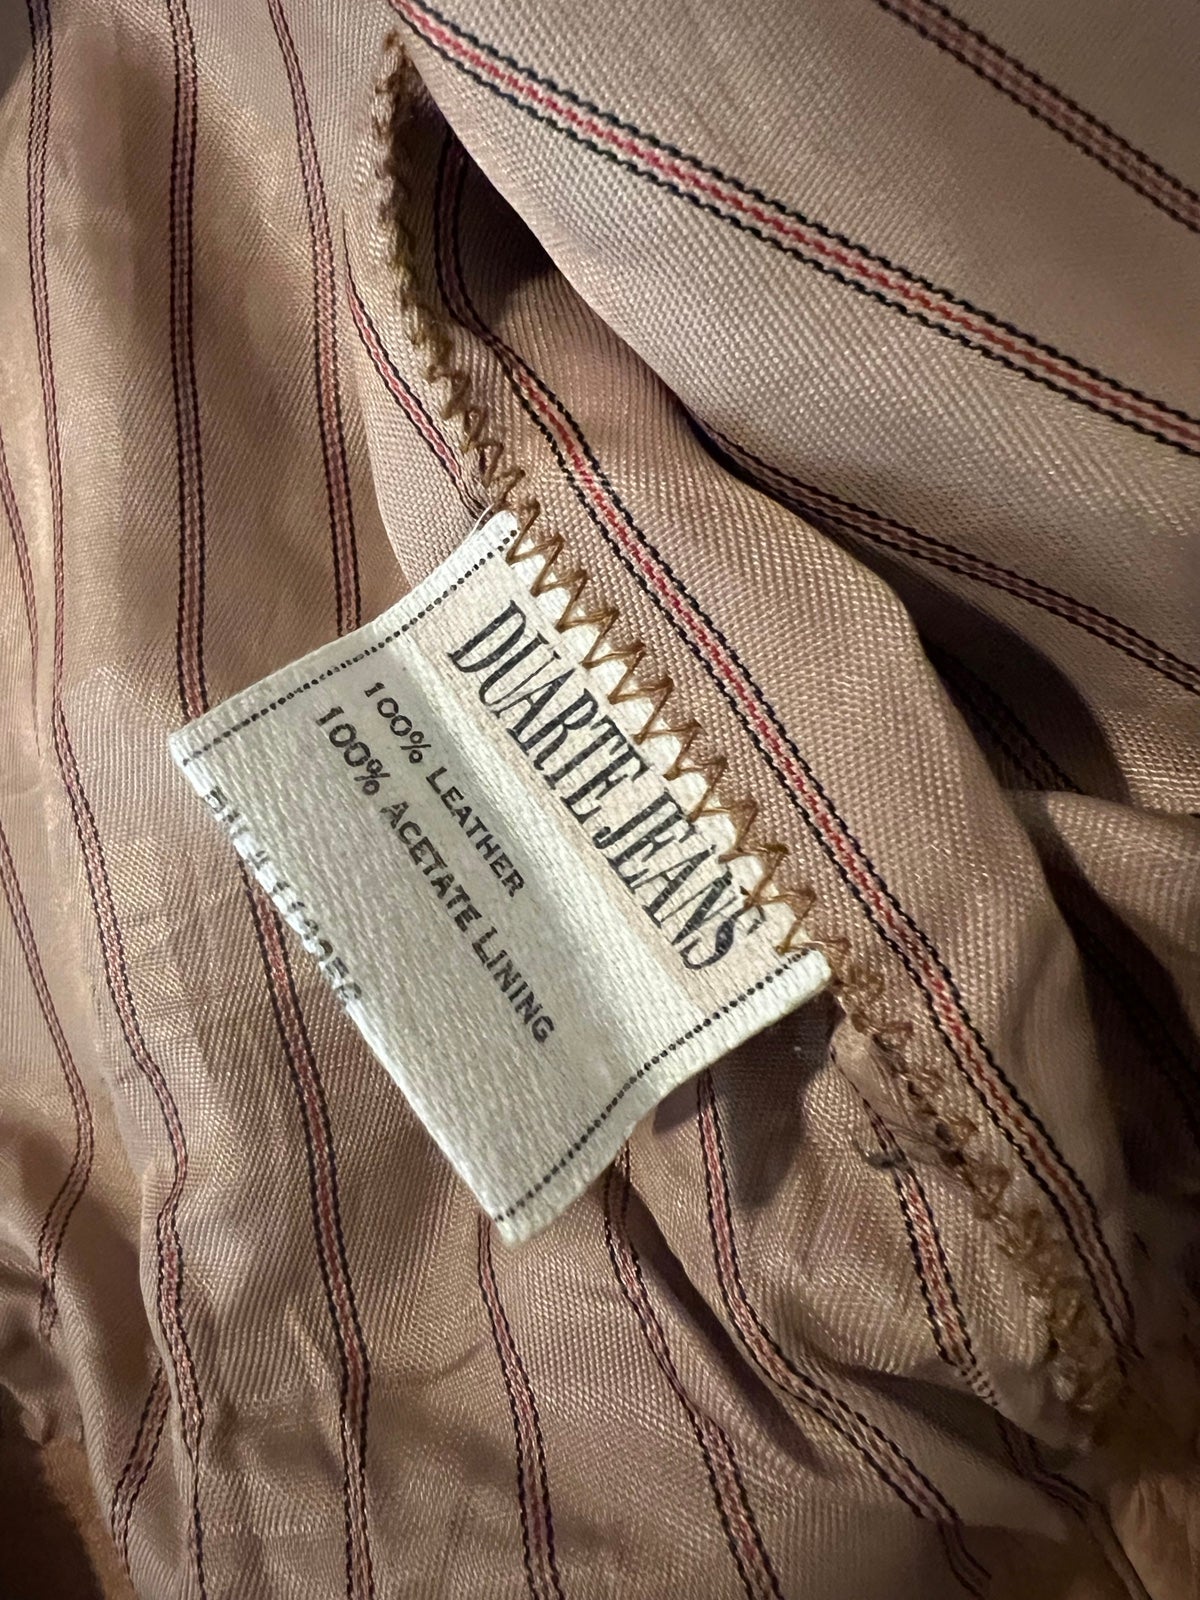 DUARTE JEANS
100% LEATHER
100% ACETATE LINING